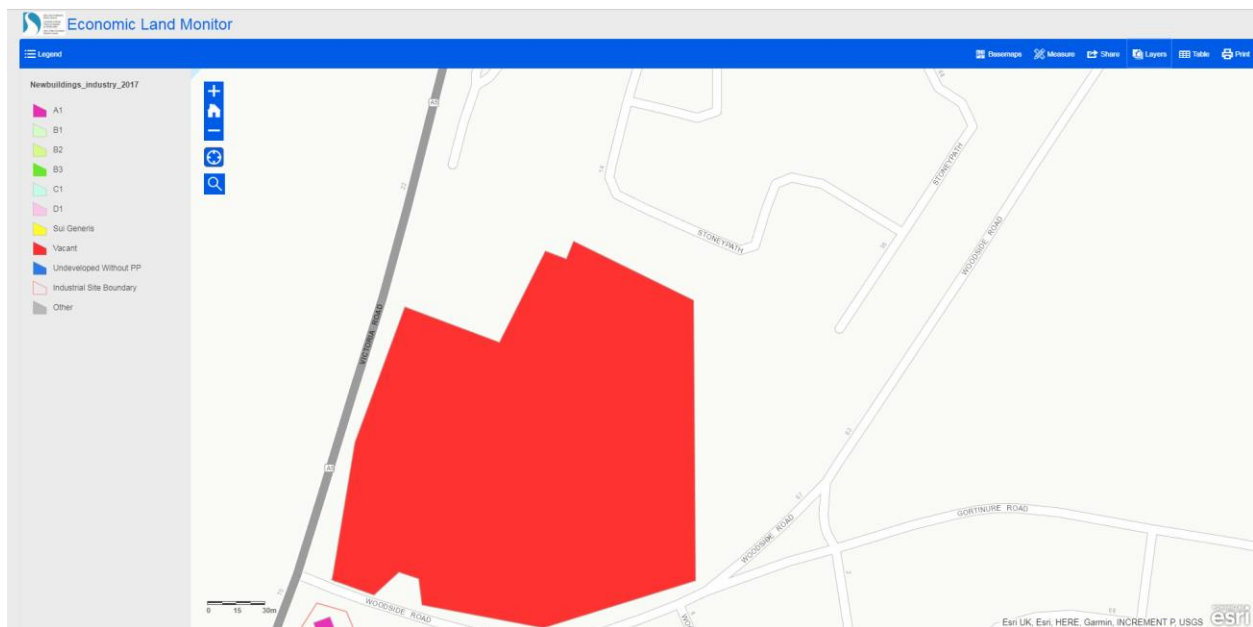 Economic Land Monitor
Legend
Basemaps Measure Share Layers Table Print
Newbuildings_industry_2017
A1
B1
B2
B3
C1
D1
Sui Generis
Vacant
Undeveloped Without PP
Industrial Site Boundary
Other
A5
STONEYPATH
STONEYPATH
WOODSIDE ROAD
VICTORIA ROAD
A5
GORTINURE ROAD
WOODSIDE ROAD
WOODSIDE ROAD
0 15 30m
Esri UK, Esri, HERE, Garmin, INCREMENT P, USGS
esri